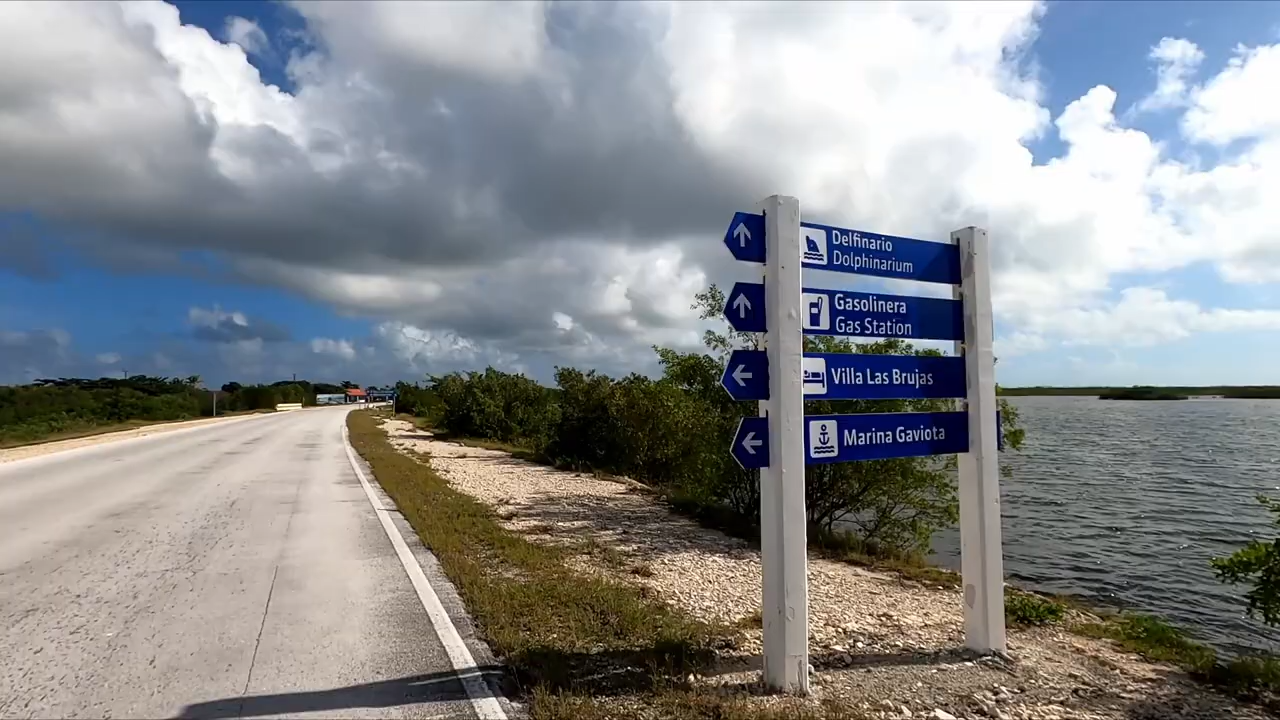 Delfinario
Dolphinarium
Gasolinera
Gas Station
Villa Las Brujas
Marina Gaviota